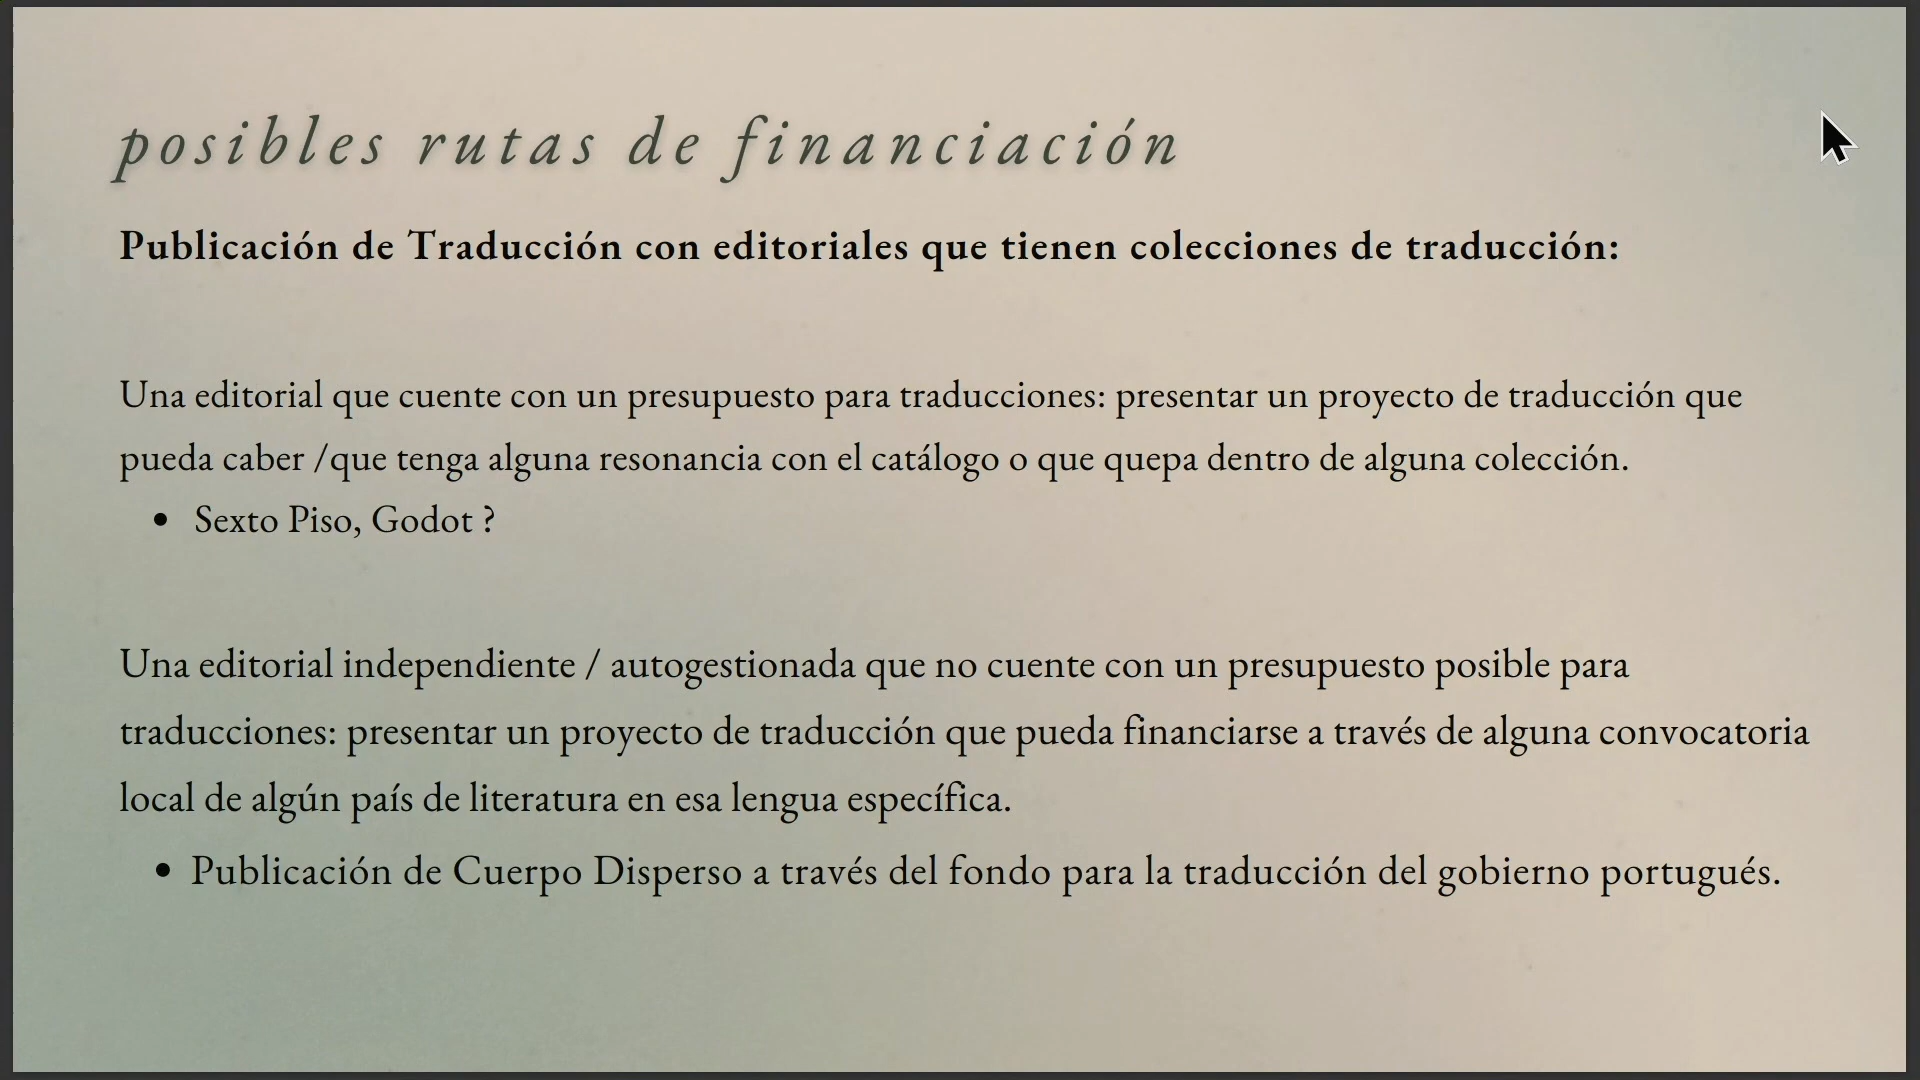 posibles rutas de financiación
Publicación de Traducción con editoriales que tienen colecciones de traducción:
Una editorial que cuente con un presupuesto para traducciones: presentar un proyecto de traducción que
pueda caber /que tenga alguna resonancia con el catálogo o que quepa dentro de alguna colección.
• Sexto Piso, Godot ?
Una editorial independiente / autogestionada que no cuente con un presupuesto posible para
traducciones: presentar un proyecto de traducción que pueda financiarse a través de alguna convocatoria
local de algún país de literatura en esa lengua específica.
• Publicación de Cuerpo Disperso a través del fondo para la traducción del gobierno portugués.